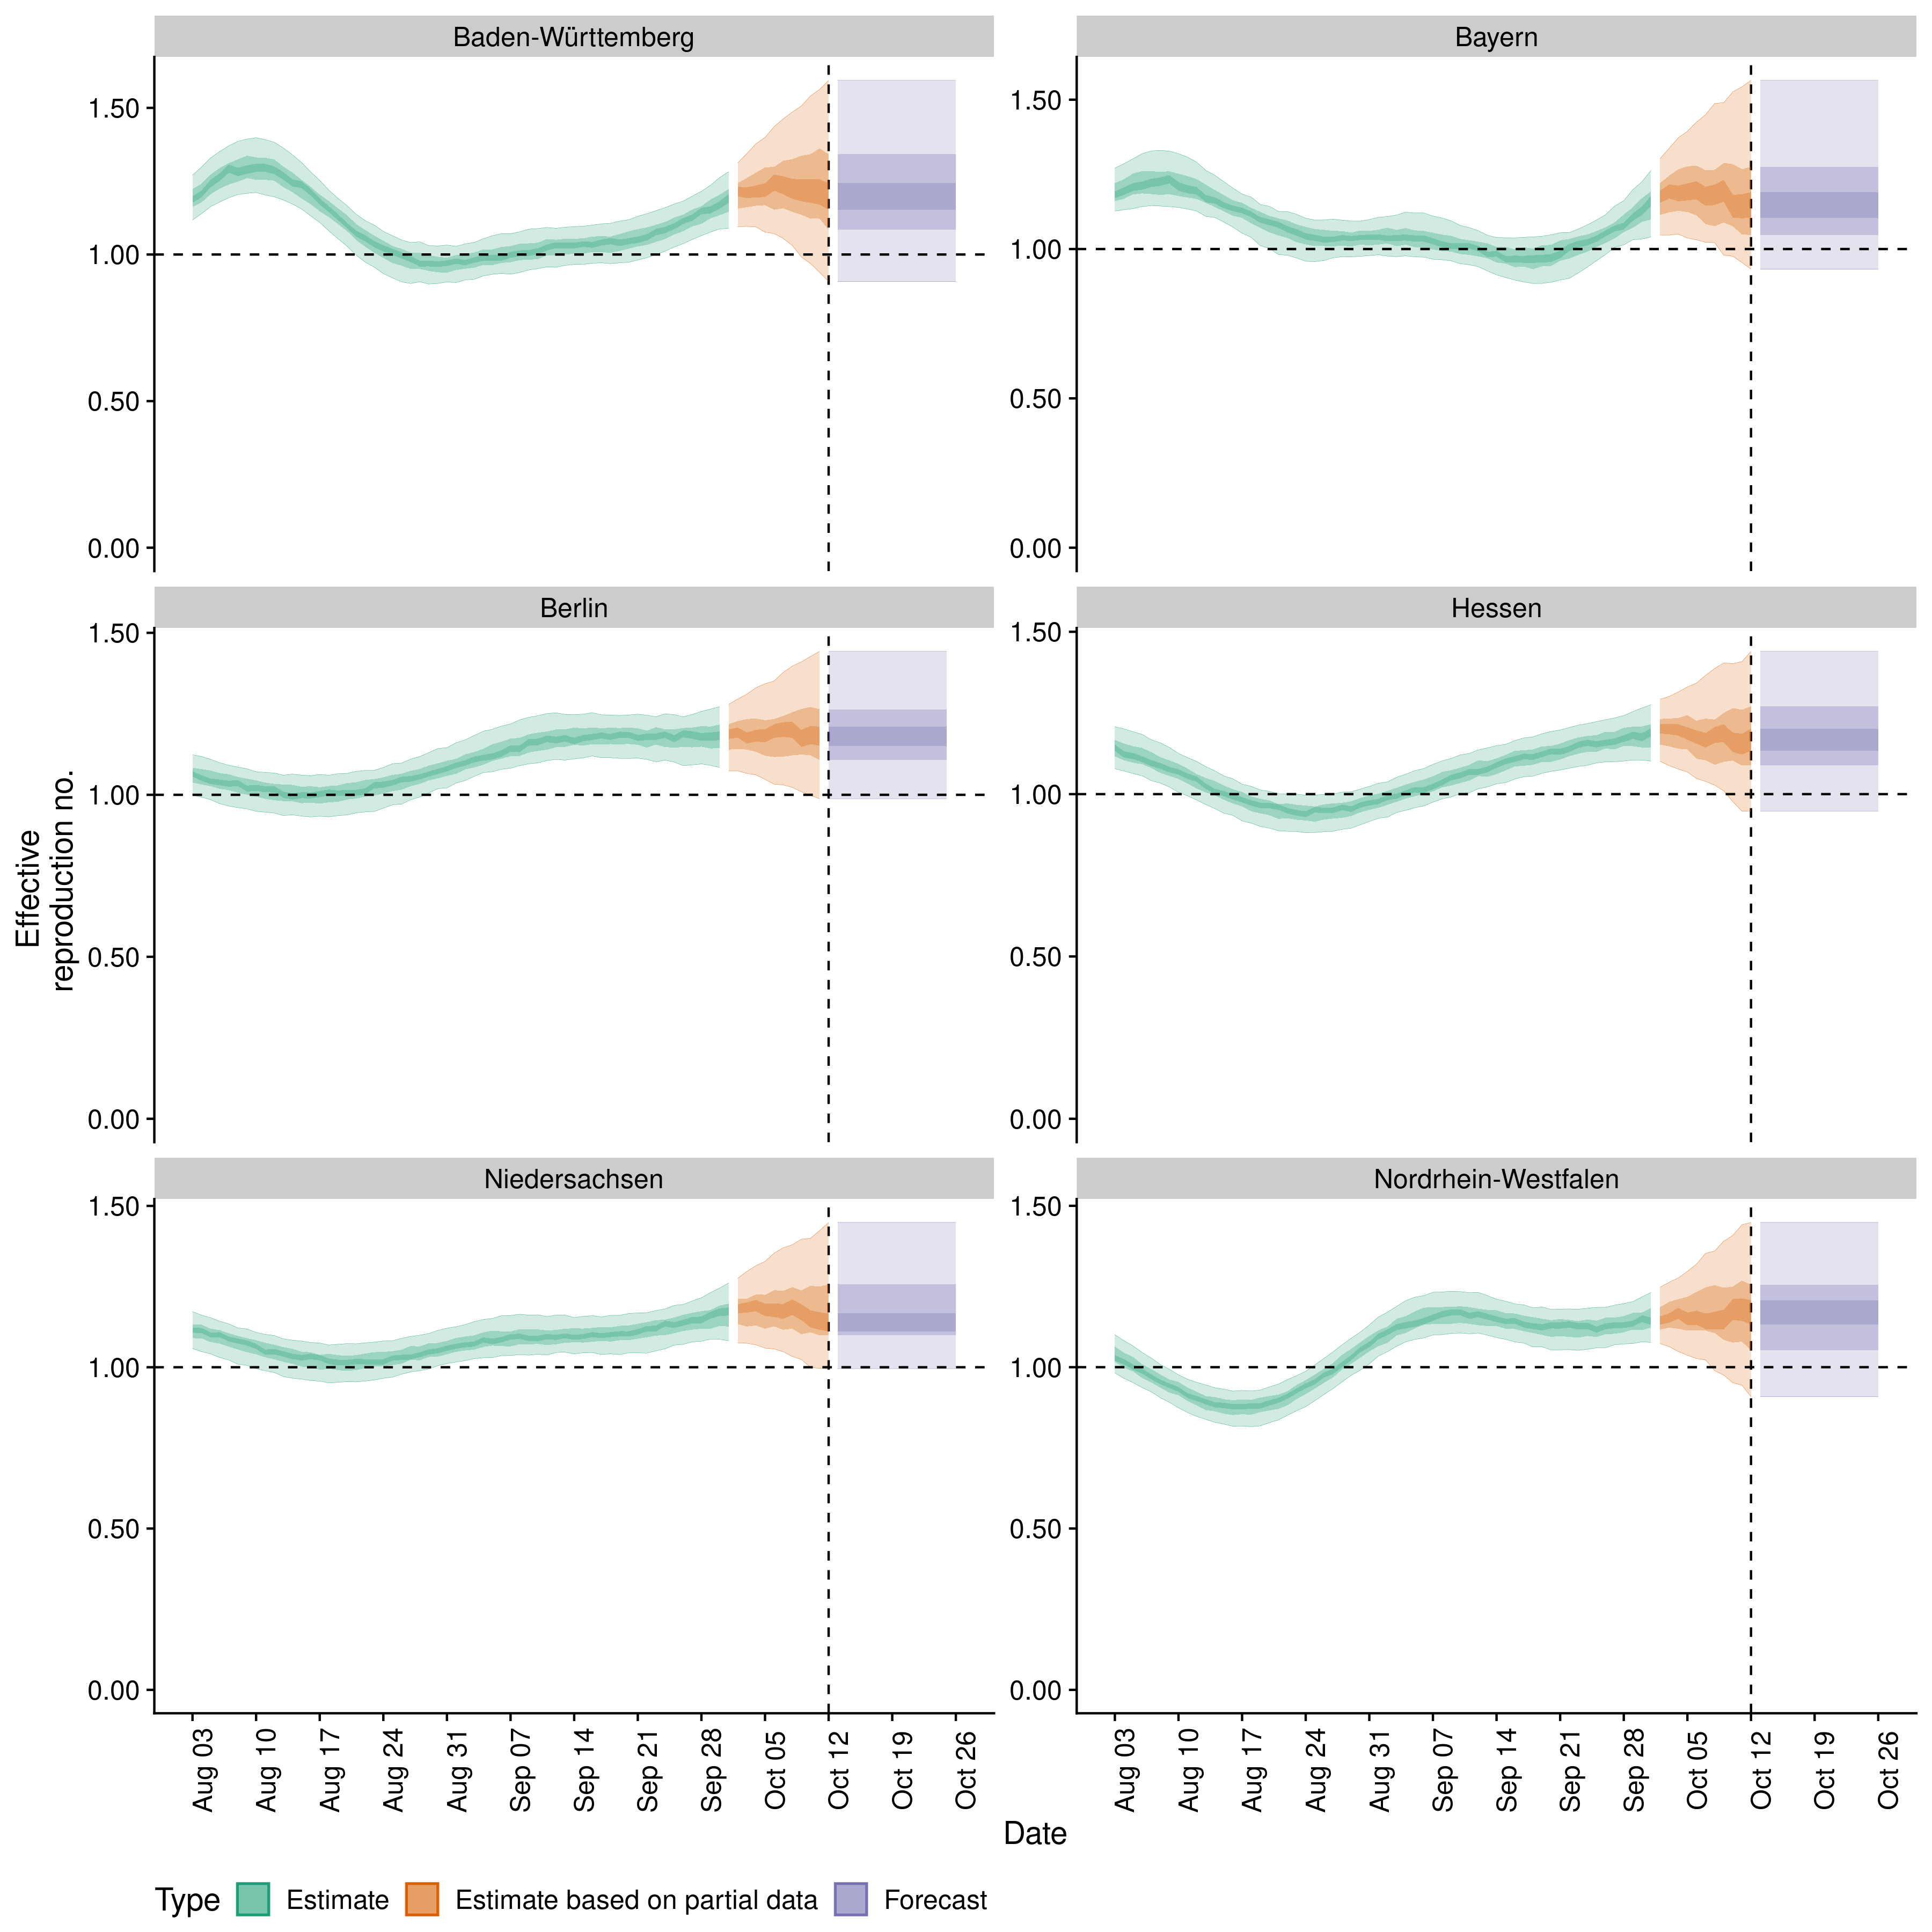 Baden-Württemberg
Bayern
1.50
1.00
0.50
0.00
1.50
1.00
0.50
0.00
Berlin
Hessen
1.50
1.00
0.50
0.00
1.50
1.00
0.50
0.00
Effective
reproduction no.
Niedersachsen
Nordrhein-Westfalen
1.50
1.00
0.50
0.00
1.50
1.00
0.50
0.00
Aug 03
Aug 10
Aug 17
Aug 24
Aug 31
Sep 07
Sep 14
Sep 21
Sep 28
Oct 05
Oct 12
Oct 19
Oct 26
Aug 03
Aug 10
Aug 17
Aug 24
Aug 31
Sep 07
Sep 14
Sep 21
Sep 28
Oct 05
Oct 12
Oct 19
Oct 26
Date
Type Estimate Estimate based on partial data Forecast